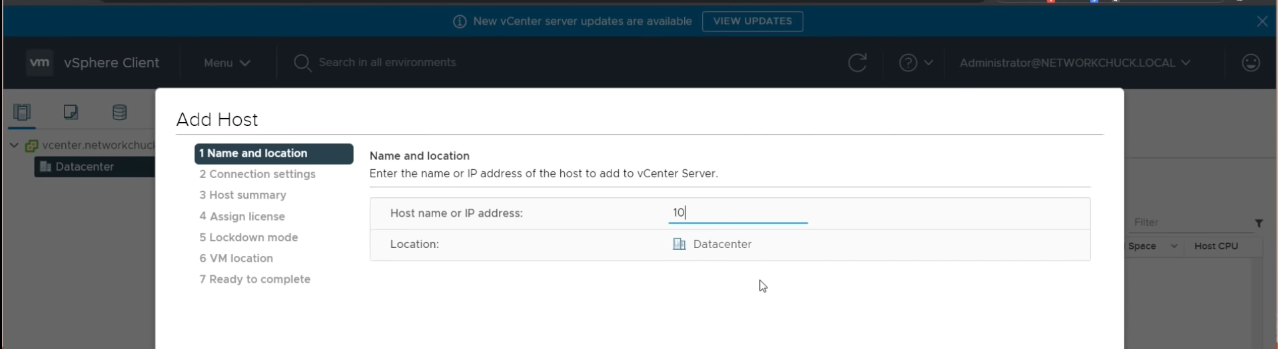 New vCenter server updates are available VIEW UPDATES
vm vSphere Client Menu Search in all environments Administrator@NETWORKCHUCK.LOCAL
vcenter.networkchuc
Datacenter
Add Host
1 Name and location
2 Connection settings
3 Host summary
4 Assign license
5 Lockdown mode
6 VM location
7 Ready to complete
Name and location
Enter the name or IP address of the host to add to vCenter Server.
Host name or IP address: 10
Location: Datacenter
Filter
Space Host CPU